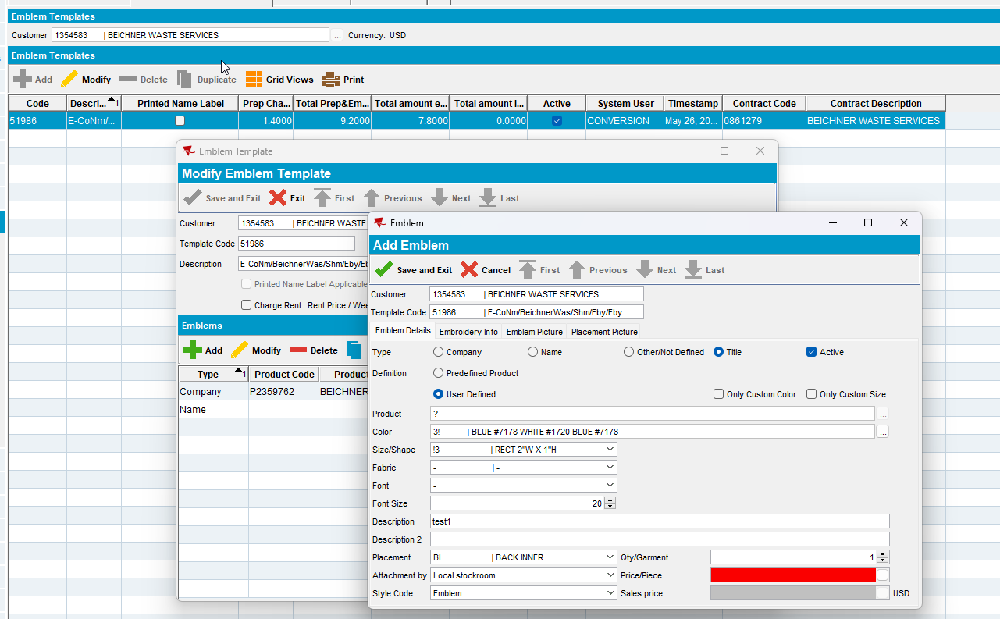 Emblem Templates
Customer 1354583 | BEICHNER WASTE SERVICES ... Currency: USD
Emblem Templates
Add Modify Delete Duplicate Grid Views Print
Code Descri... 1 Printed Name Label Prep Cha... Total Prep&Em... Total amount e... Total amount l... Active System User Timestamp Contract Code Contract Description
51986 E-CoNm/... 1.4000 9.2000 7.8000 0.0000 CONVERSION May 26, 20... 0861279 BEICHNER WASTE SERVICES
Emblem Template
Modify Emblem Template
Save and Exit Exit First Previous Next Last
Customer 1354583 | BEICHNER WASTE
Template Code 51986
Description E-CoNm/BeichnerWas/Shm/Eby/Eb
Printed Name Label Applicable
Charge Rent Rent Price / Wee
Emblems
Add Modify Delete
Type 1 Product Code Produc
Company P2359762 BEICHNER
Name
Emblem
Add Emblem
Save and Exit Cancel First Previous Next Last
Customer 1354583 | BEICHNER WASTE SERVICES
Template Code 51986 | E-CoNm/BeichnerWas/Shm/Eby/Eby
Emblem Details Embroidery Info Emblem Picture Placement Picture
Type Company Name Other/Not Defined Title Active
Definition Predefined Product
User Defined Only Custom Color Only Custom Size
Product ? ...
Color 3! | BLUE #7178 WHITE #1720 BLUE #7178 ...
Size/Shape !3 | RECT 2"W X 1"H
Fabric - | -
Font -
Font Size 20
Description test1
Description 2
Placement BI | BACK INNER Qty/Garment 1
Attachment by Local stockroom Price/Piece ...
Style Code Emblem Sales price ... USD